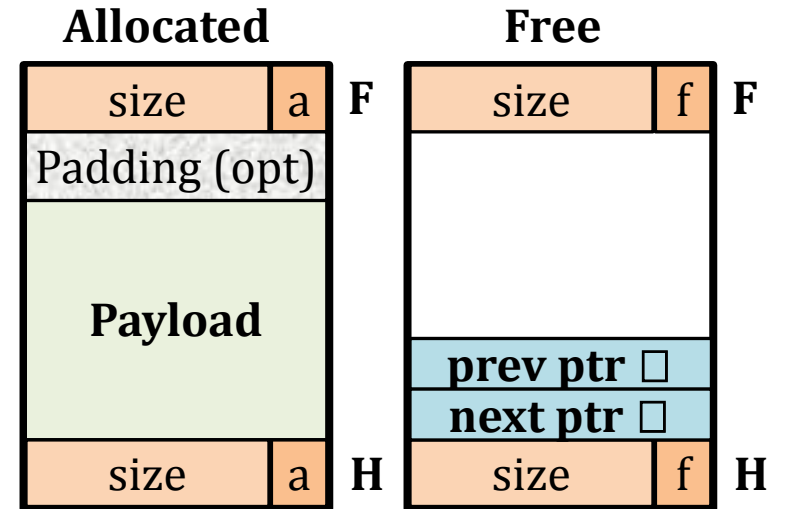 Allocated
Free
size a F
Padding (opt)
Payload
size a H
size f F
prev ptr □
next ptr □
size f H